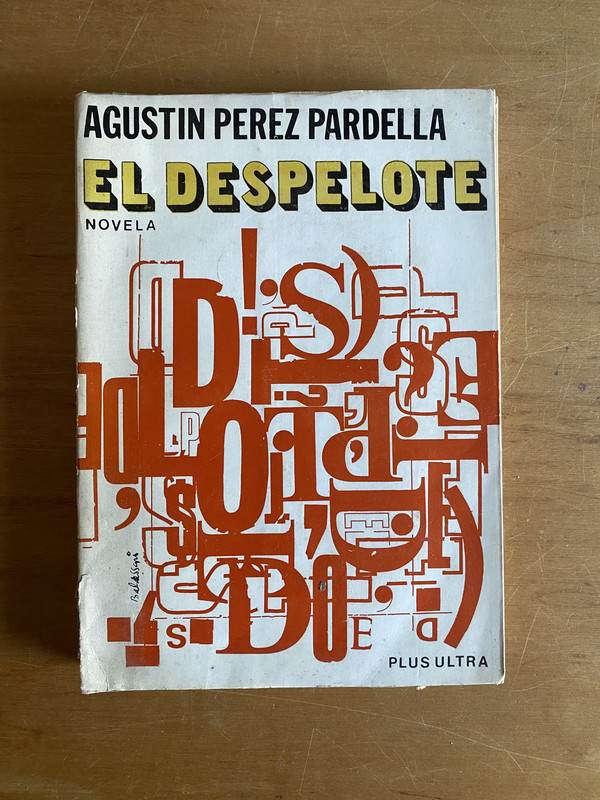 AGUSTIN PEREZ PARDELLA
EL DESPELOTE
NOVELA
PLUS ULTRA